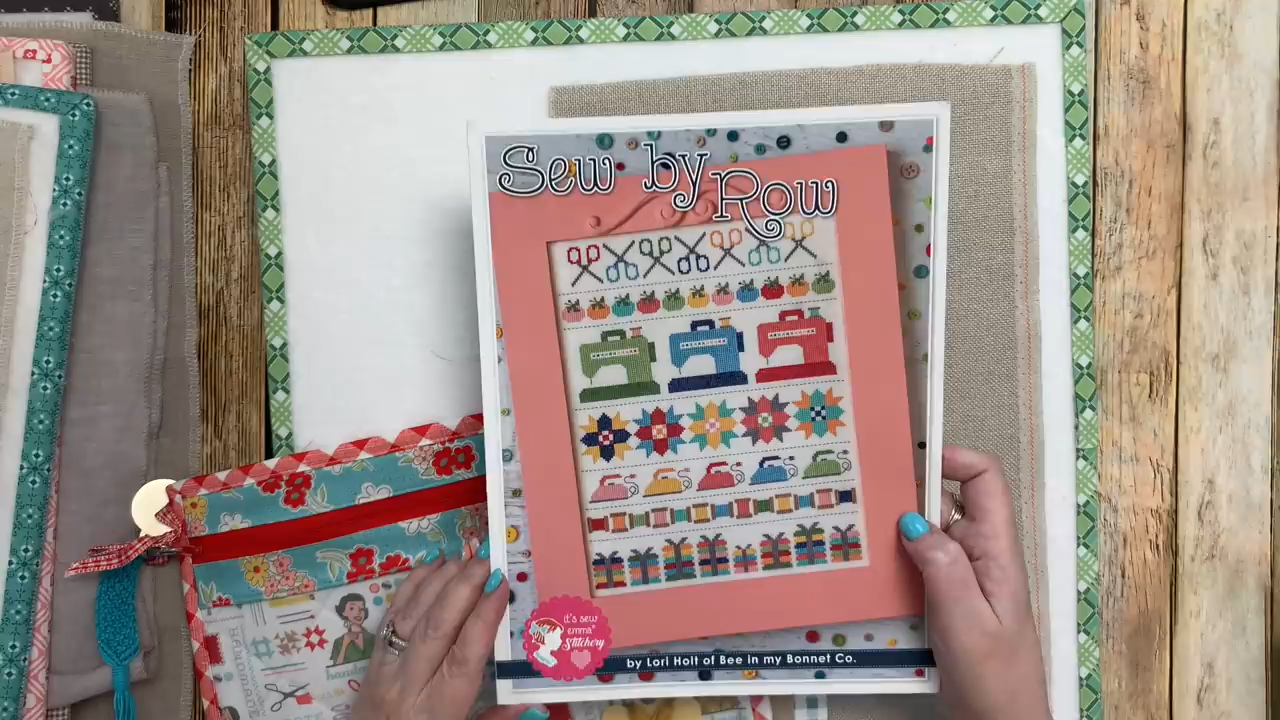 Sew by
Row
it's sew
emma®
Stitchery
by Lori Holt of Bee in my Bonnet Co.